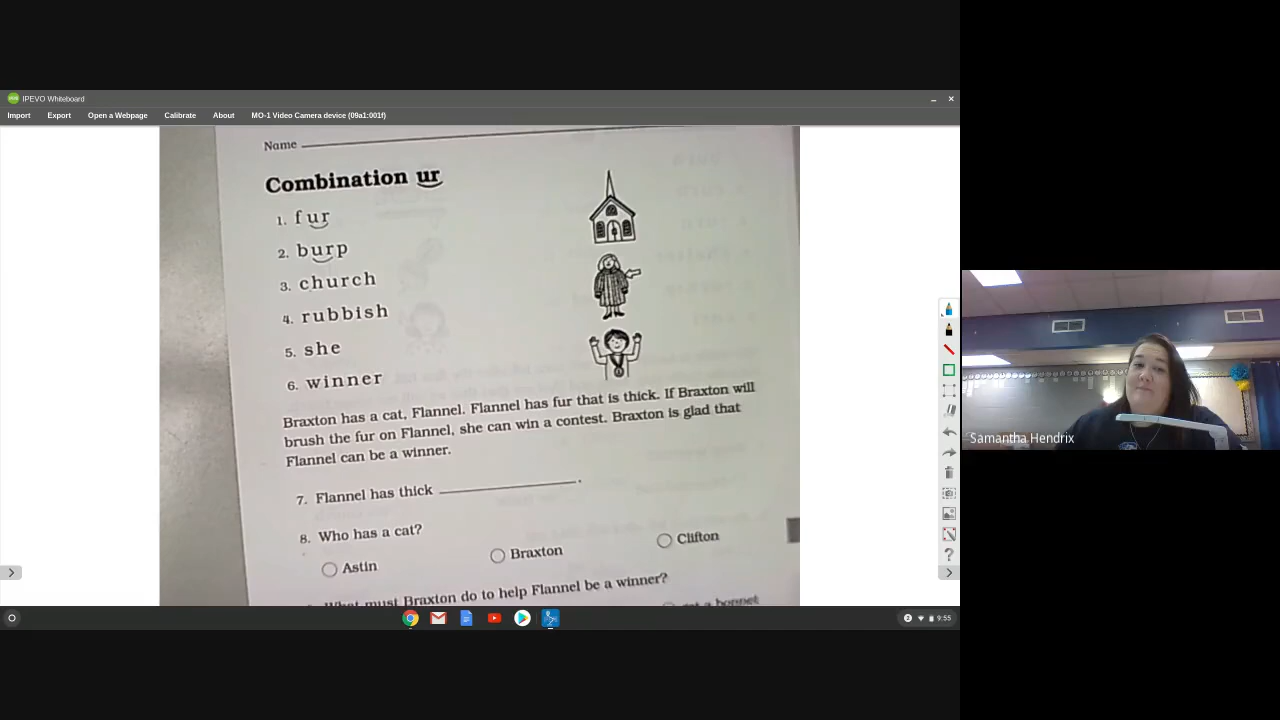 IPEVO Whiteboard
Import Export Open a Webpage Calibrate About MO-1 Video Camera device (09a1:001f)
Name
Combination ur
1. fur
2. burp
3. church
4. rubbish
5. she
6. winner
Braxton has a cat, Flannel. Flannel has fur that is thick. If Braxton will
brush the fur on Flannel, she can win a contest. Braxton is glad that
Flannel can be a winner.
7. Flannel has thick ____________.
8. Who has a cat?
Astin Braxton Clifton
What must Braxton do to help Flannel be a winner?
get a bonnet
Samantha Hendrix
2 9:55